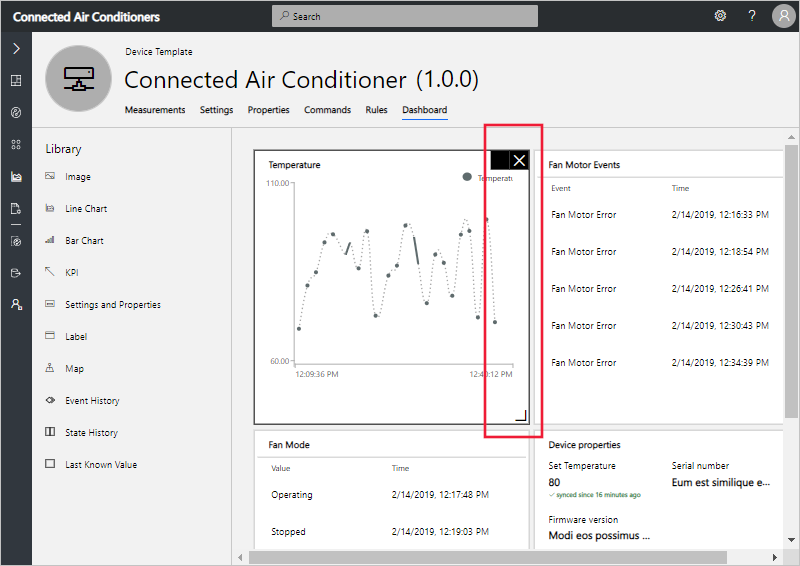 Connected Air Conditioners
Search
?
Device Template
Connected Air Conditioner (1.0.0)
Measurements Settings Properties Commands Rules Dashboard
Library
Image
Line Chart
Bar Chart
KPI
Settings and Properties
Label
Map
Event History
State History
Last Known Value
Temperature
Temperatu
110.00
60.00
12:09:36 PM 12:40:12 PM
Fan Motor Events
Event Time
Fan Motor Error 2/14/2019, 12:16:33 PM
Fan Motor Error 2/14/2019, 12:18:54 PM
Fan Motor Error 2/14/2019, 12:26:41 PM
Fan Motor Error 2/14/2019, 12:30:43 PM
Fan Motor Error 2/14/2019, 12:34:39 PM
Fan Mode
Value Time
Operating 2/14/2019, 12:17:48 PM
Stopped 2/14/2019, 12:19:03 PM
Device properties
Set Temperature Serial number
80 Eum est similique e...
synced since 16 minutes ago
Firmware version
Modi eos possimus ...